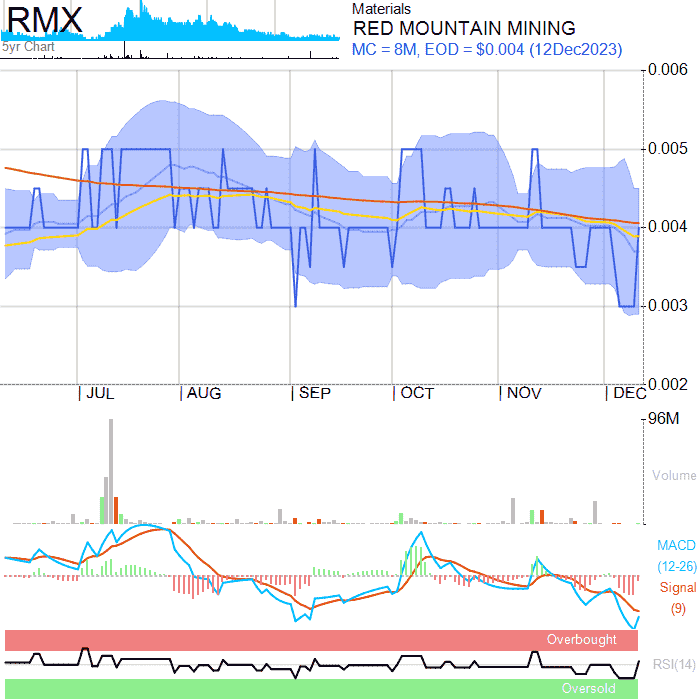 RMX
5yr Chart
Materials
RED MOUNTAIN MINING
MC = 8M, EOD = $0.004 (12Dec2023)
0.006
0.005
0.004
0.003
0.002
JUL AUG SEP OCT NOV DEC
96M
Volume
MACD
(12-26)
Signal
(9)
Overbought
RSI(14)
Oversold